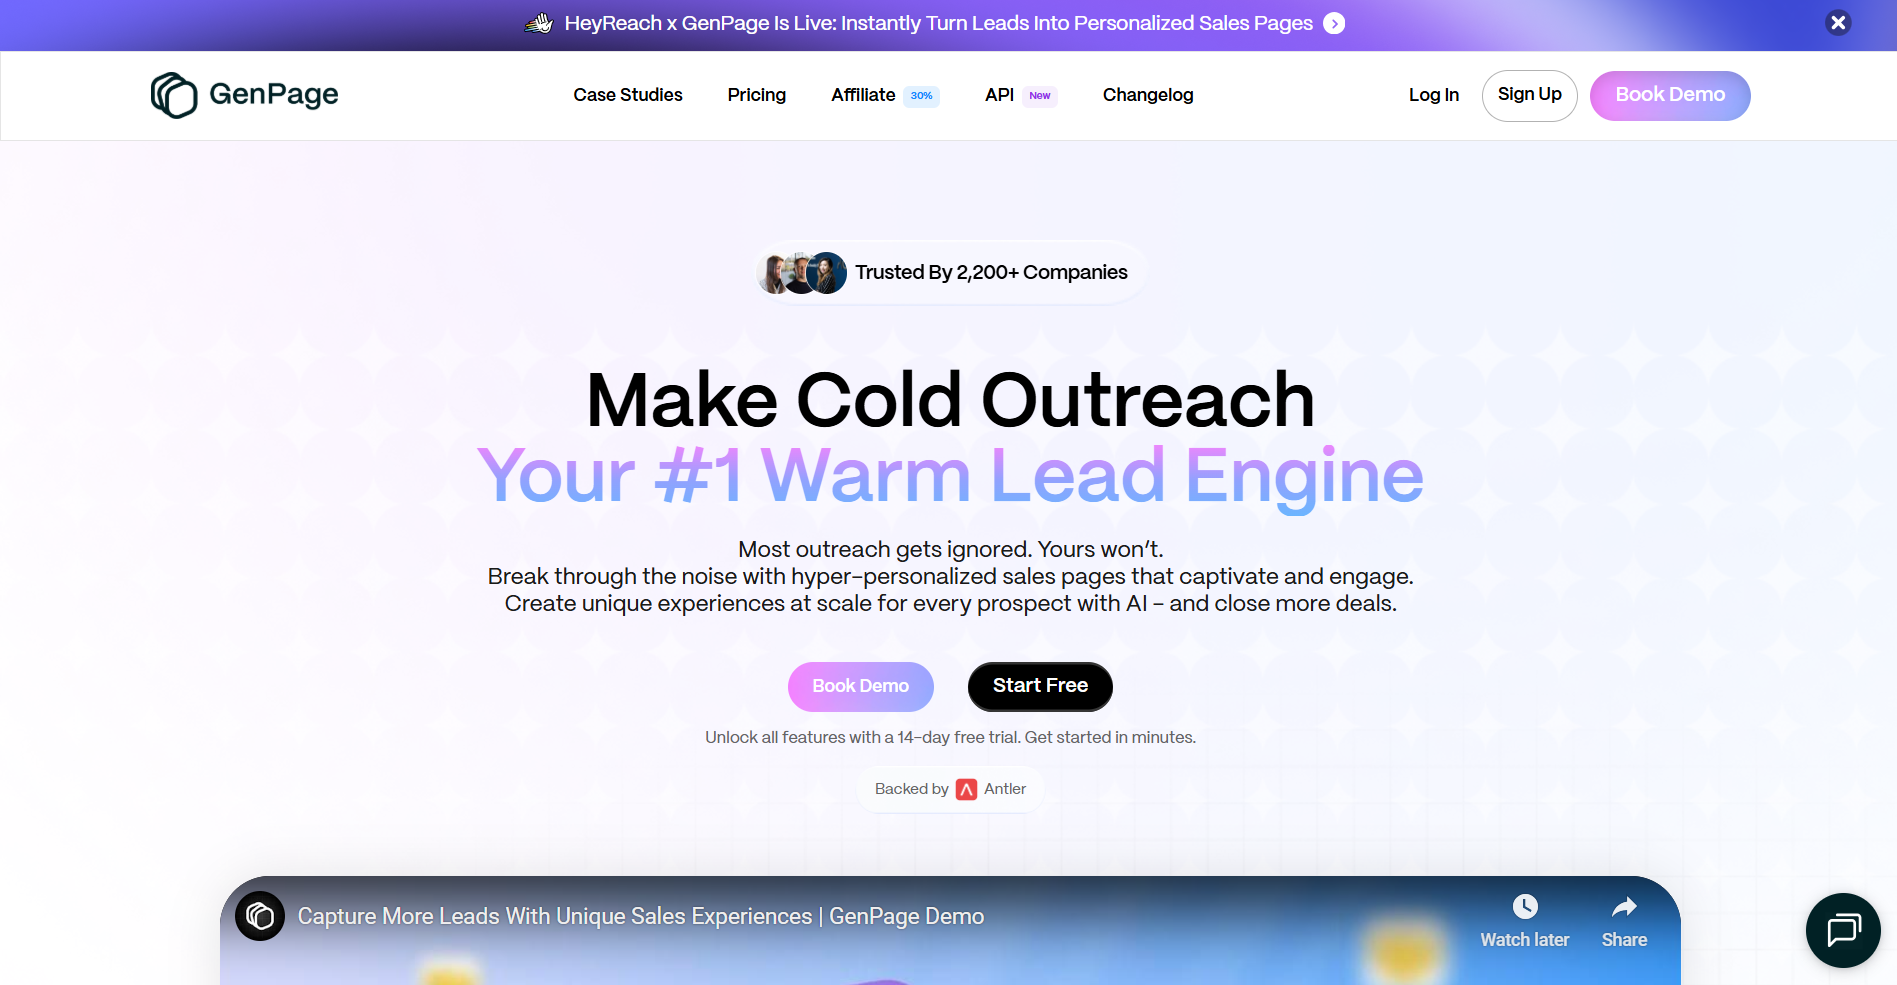 HeyReach x GenPage Is Live: Instantly Turn Leads Into Personalized Sales Pages
GenPage
Case Studies
Pricing
Affiliate 30%
API New
Changelog
Log In
Sign Up
Book Demo
Trusted By 2,200+ Companies
Make Cold Outreach
Your #1 Warm Lead Engine
Most outreach gets ignored. Yours won’t.
Break through the noise with hyper-personalized sales pages that captivate and engage.
Create unique experiences at scale for every prospect with AI - and close more deals.
Book Demo
Start Free
Unlock all features with a 14-day free trial. Get started in minutes.
Backed by Antler
Capture More Leads With Unique Sales Experiences | GenPage Demo
Watch later
Share